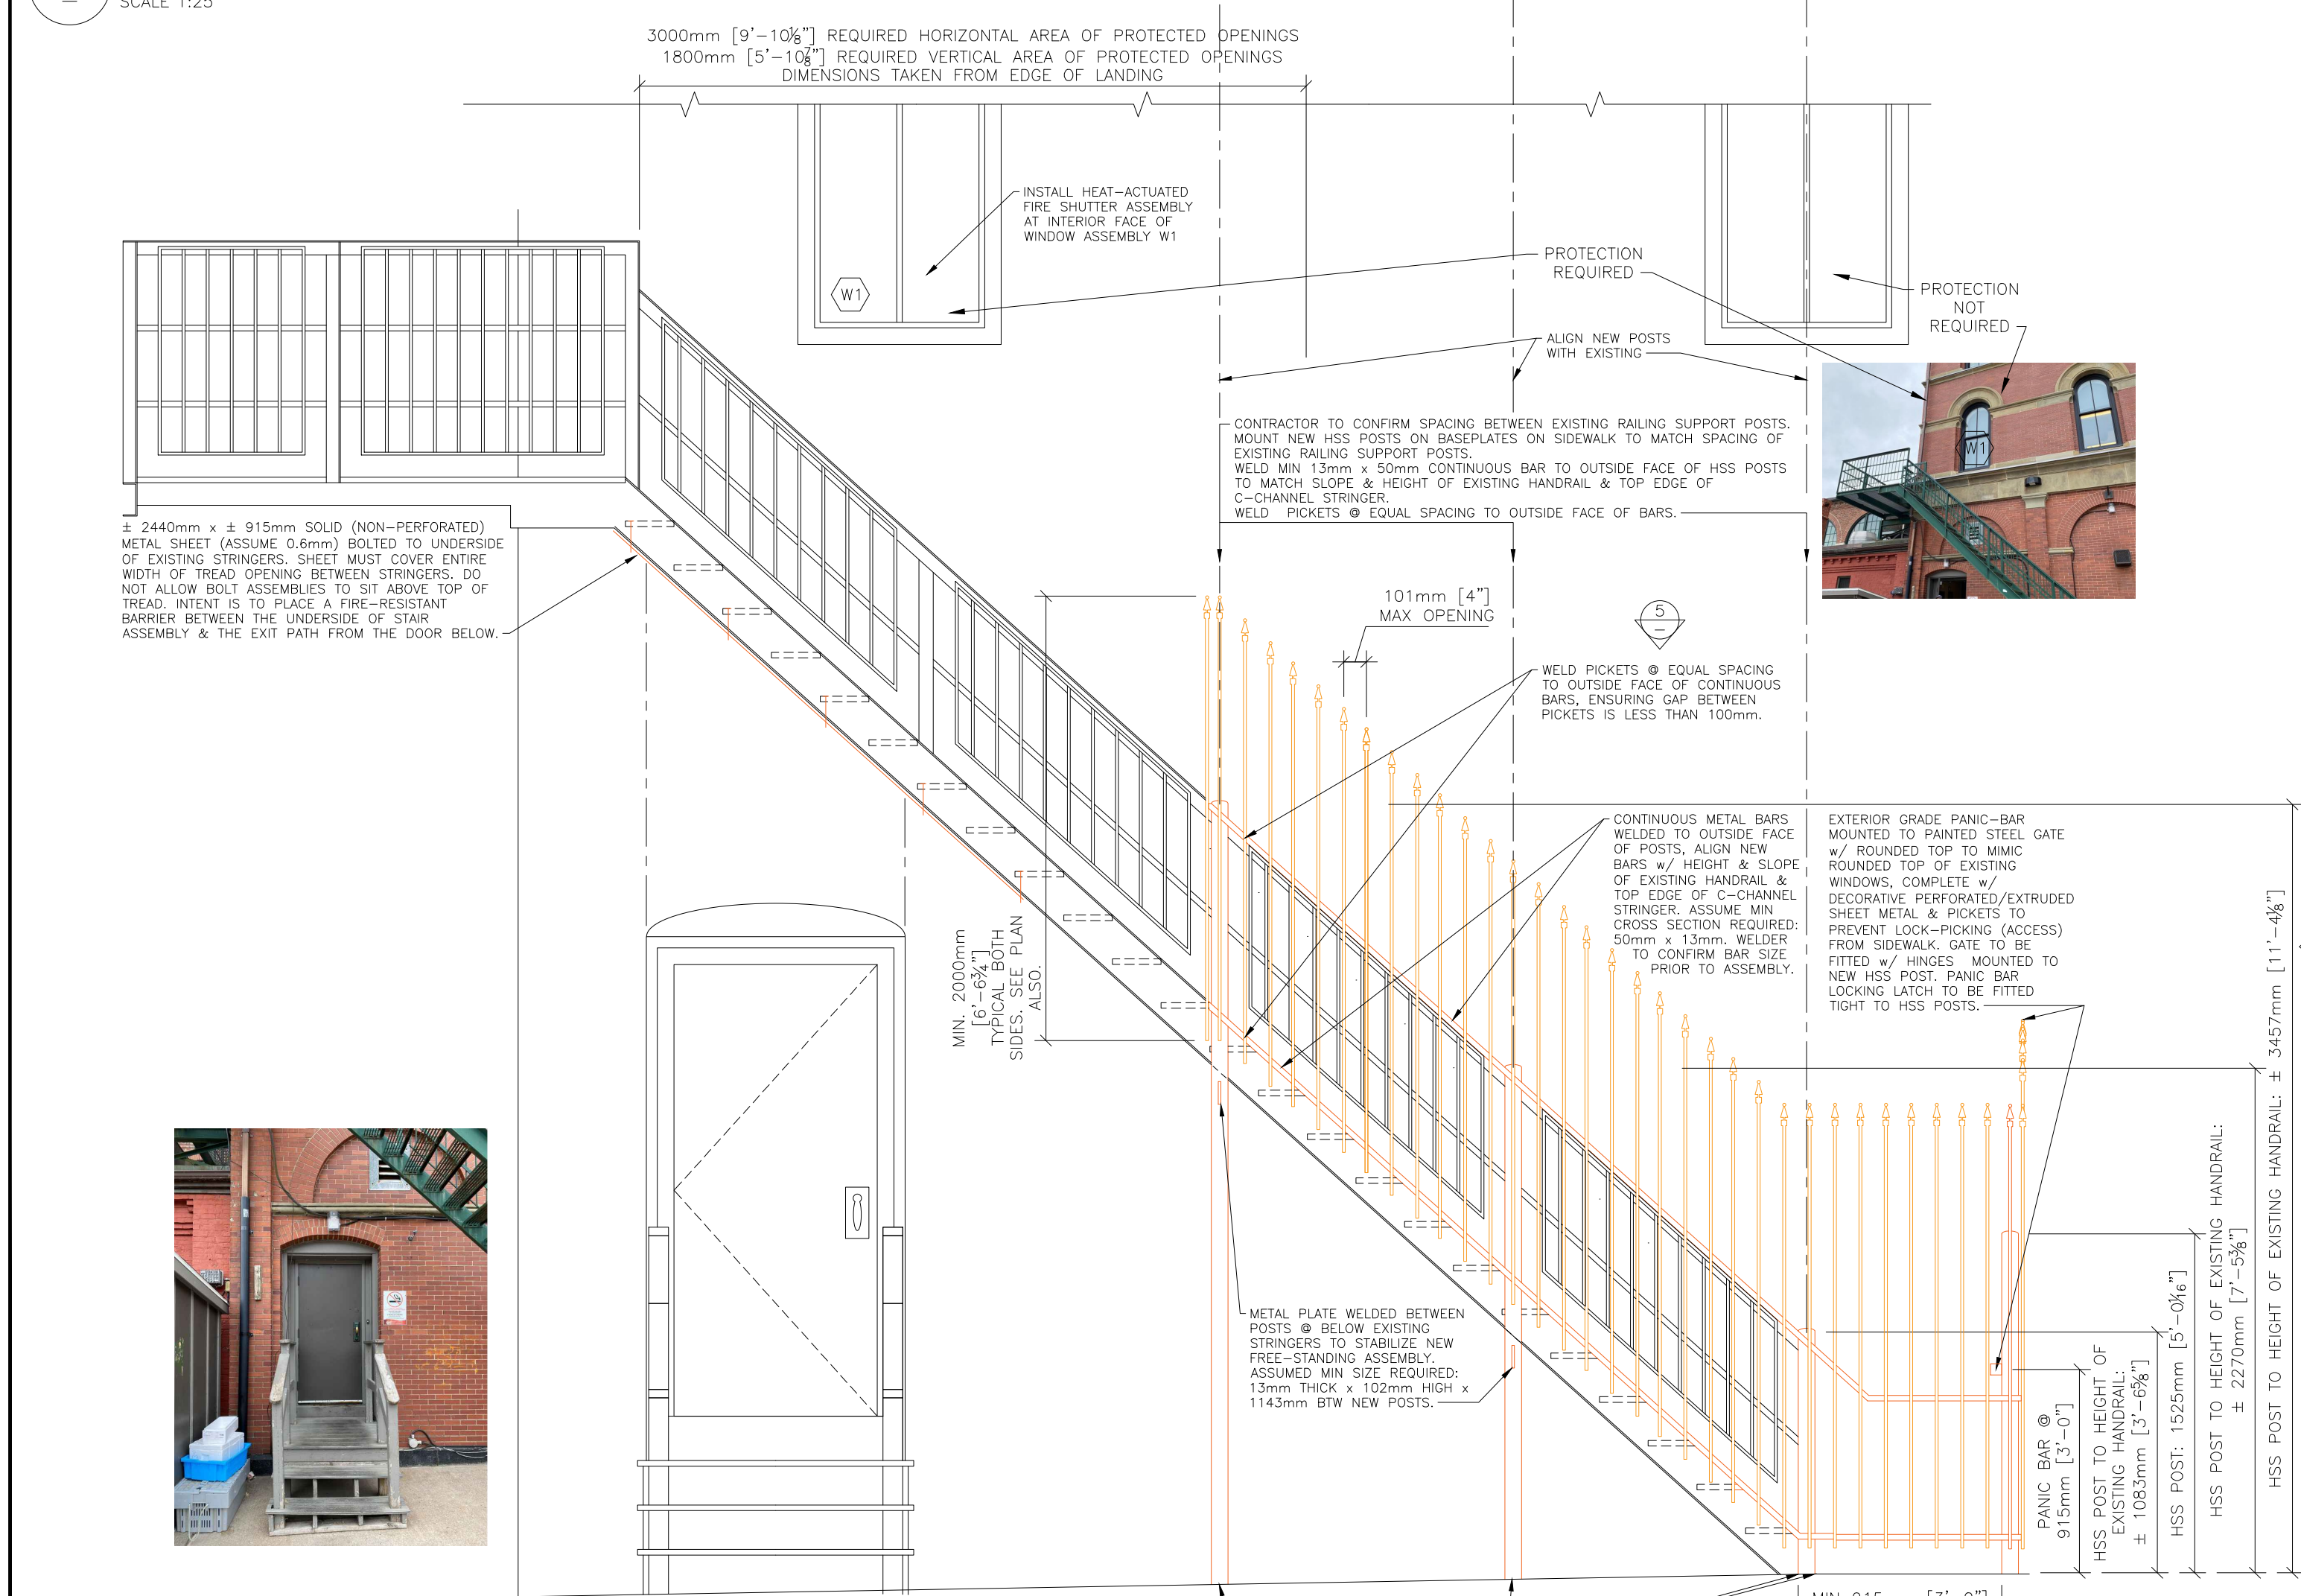 SCALE 1:25
3000mm [9'-10⅛"] REQUIRED HORIZONTAL AREA OF PROTECTED OPENINGS
1800mm [5'-10⅞"] REQUIRED VERTICAL AREA OF PROTECTED OPENINGS
DIMENSIONS TAKEN FROM EDGE OF LANDING
INSTALL HEAT-ACTUATED
FIRE SHUTTER ASSEMBLY
AT INTERIOR FACE OF
WINDOW ASSEMBLY W1
W1
PROTECTION
REQUIRED
PROTECTION
NOT
REQUIRED
ALIGN NEW POSTS
WITH EXISTING
W1
CONTRACTOR TO CONFIRM SPACING BETWEEN EXISTING RAILING SUPPORT POSTS.
MOUNT NEW HSS POSTS ON BASEPLATES ON SIDEWALK TO MATCH SPACING OF
EXISTING RAILING SUPPORT POSTS.
WELD MIN 13mm x 50mm CONTINUOUS BAR TO OUTSIDE FACE OF HSS POSTS
TO MATCH SLOPE & HEIGHT OF EXISTING HANDRAIL & TOP EDGE OF
C-CHANNEL STRINGER.
WELD PICKETS @ EQUAL SPACING TO OUTSIDE FACE OF BARS.
± 2440mm x ± 915mm SOLID (NON-PERFORATED)
METAL SHEET (ASSUME 0.6mm) BOLTED TO UNDERSIDE
OF EXISTING STRINGERS. SHEET MUST COVER ENTIRE
WIDTH OF TREAD OPENING BETWEEN STRINGERS. DO
NOT ALLOW BOLT ASSEMBLIES TO SIT ABOVE TOP OF
TREAD. INTENT IS TO PLACE A FIRE-RESISTANT
BARRIER BETWEEN THE UNDERSIDE OF STAIR
ASSEMBLY & THE EXIT PATH FROM THE DOOR BELOW.
101mm [4"]
MAX OPENING
5
–
WELD PICKETS @ EQUAL SPACING
TO OUTSIDE FACE OF CONTINUOUS
BARS, ENSURING GAP BETWEEN
PICKETS IS LESS THAN 100mm.
CONTINUOUS METAL BARS
WELDED TO OUTSIDE FACE
OF POSTS, ALIGN NEW
BARS w/ HEIGHT & SLOPE
OF EXISTING HANDRAIL &
TOP EDGE OF C-CHANNEL
STRINGER. ASSUME MIN
CROSS SECTION REQUIRED:
50mm x 13mm. WELDER
TO CONFIRM BAR SIZE
PRIOR TO ASSEMBLY.
EXTERIOR GRADE PANIC-BAR
MOUNTED TO PAINTED STEEL GATE
w/ ROUNDED TOP TO MIMIC
ROUNDED TOP OF EXISTING
WINDOWS, COMPLETE w/
DECORATIVE PERFORATED/EXTRUDED
SHEET METAL & PICKETS TO
PREVENT LOCK-PICKING (ACCESS)
FROM SIDEWALK. GATE TO BE
FITTED w/ HINGES MOUNTED TO
NEW HSS POST. PANIC BAR
LOCKING LATCH TO BE FITTED
TIGHT TO HSS POSTS.
MIN. 2000mm
[6'-6¾"]
TYPICAL BOTH
SIDES. SEE PLAN
ALSO.
METAL PLATE WELDED BETWEEN
POSTS @ BELOW EXISTING
STRINGERS TO STABILIZE NEW
FREE-STANDING ASSEMBLY.
ASSUMED MIN SIZE REQUIRED:
13mm THICK x 102mm HIGH x
1143mm BTW NEW POSTS.
PANIC BAR @
915mm [3'-0"]
HSS POST TO HEIGHT OF
EXISTING HANDRAIL:
± 1083mm [3'-6⅝"]
HSS POST: 1525mm [5'-0 1/16"]
HSS POST TO HEIGHT OF EXISTING HANDRAIL:
± 2270mm [7'-5⅜"]
HSS POST TO HEIGHT OF EXISTING HANDRAIL: ± 3457mm [11'-4⅛"]